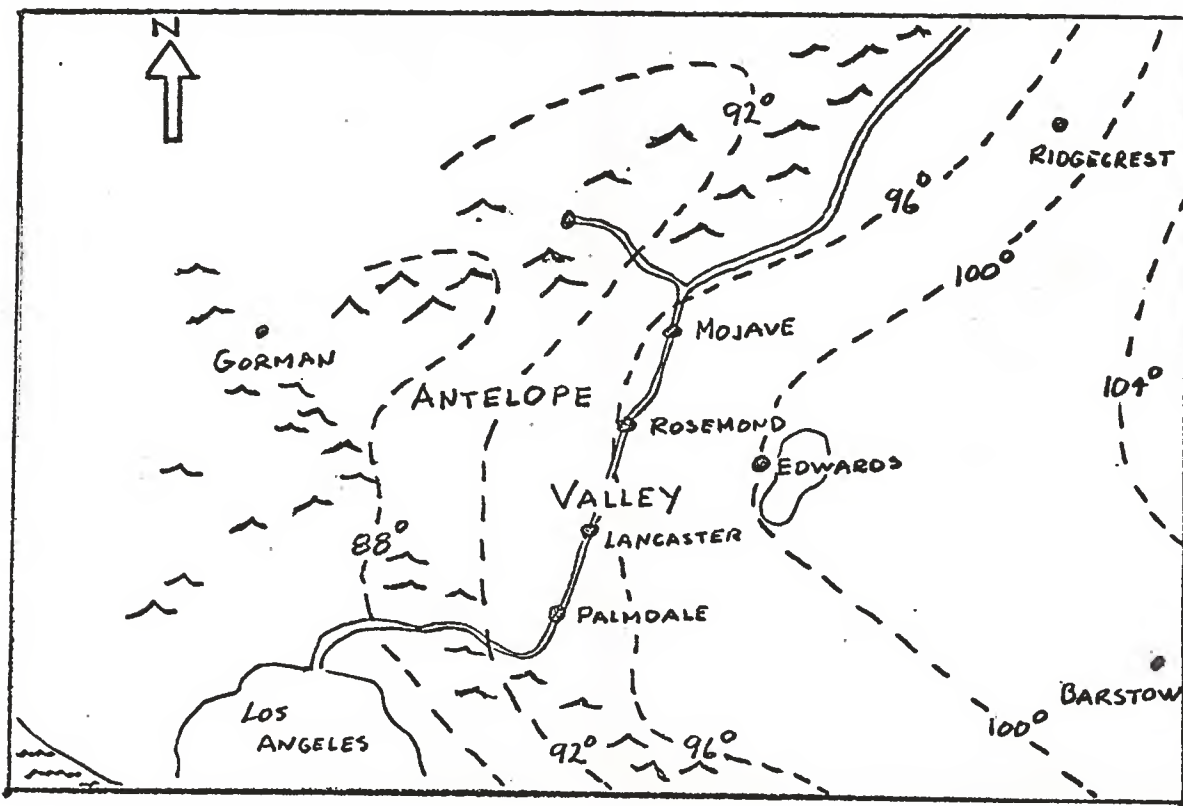 N
92°
RIDGECREST
96°
100°
MOJAVE
GORMAN
ANTELOPE
104°
ROSEMOND
EDWARDS
VALLEY
LANCASTER
88°
PALMDALE
BARSTOW
LOS
ANGELES
92°
96°
100°